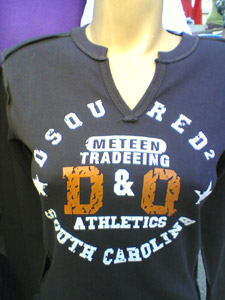 DSQUARED²
METEEN
TRADEEING
D & Q
ATHLETICS
SOUTH CAROLINA